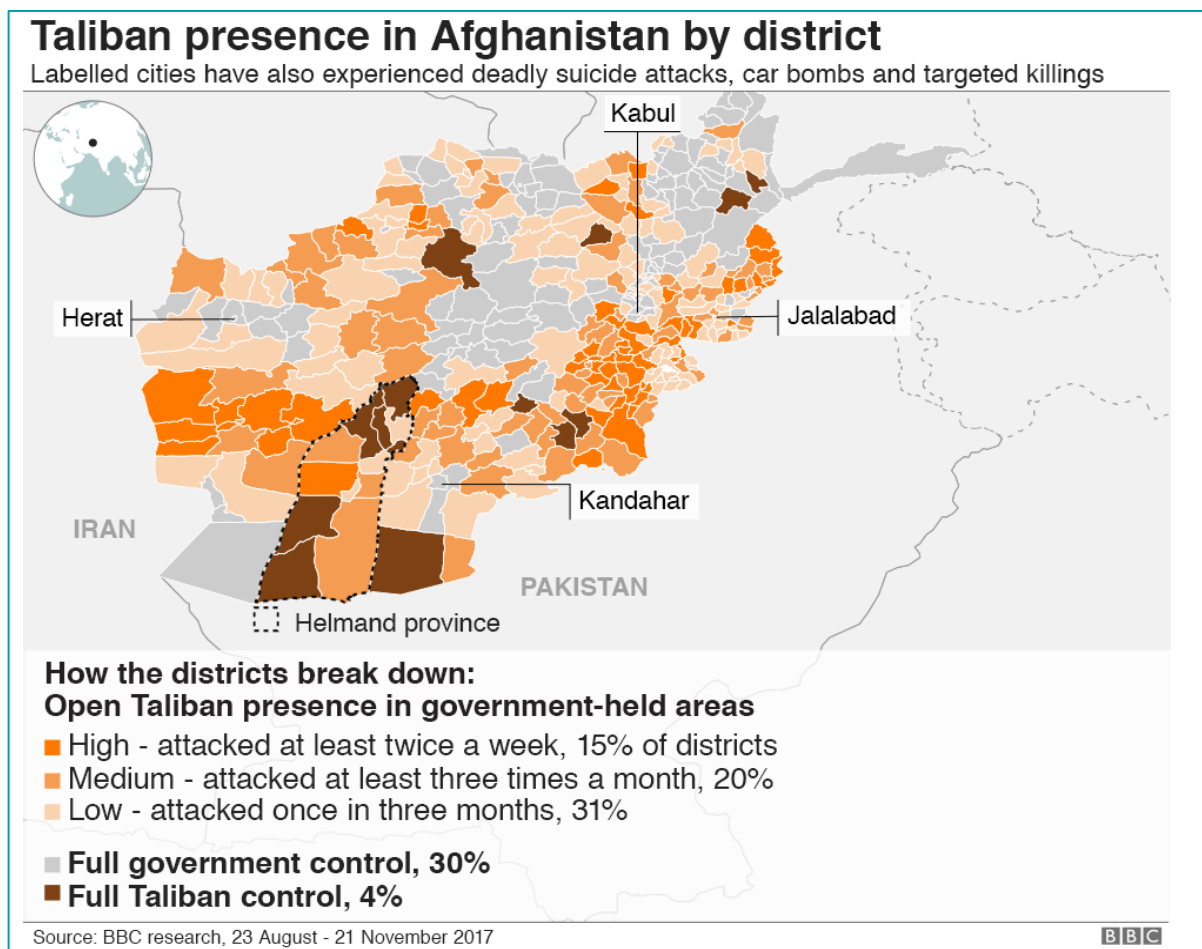 Taliban presence in Afghanistan by district
Labelled cities have also experienced deadly suicide attacks, car bombs and targeted killings
Kabul
Herat
Jalalabad
Kandahar
IRAN
PAKISTAN
Helmand province
How the districts break down:
Open Taliban presence in government-held areas
High - attacked at least twice a week, 15% of districts
Medium - attacked at least three times a month, 20%
Low - attacked once in three months, 31%
Full government control, 30%
Full Taliban control, 4%
Source: BBC research, 23 August - 21 November 2017
BBC